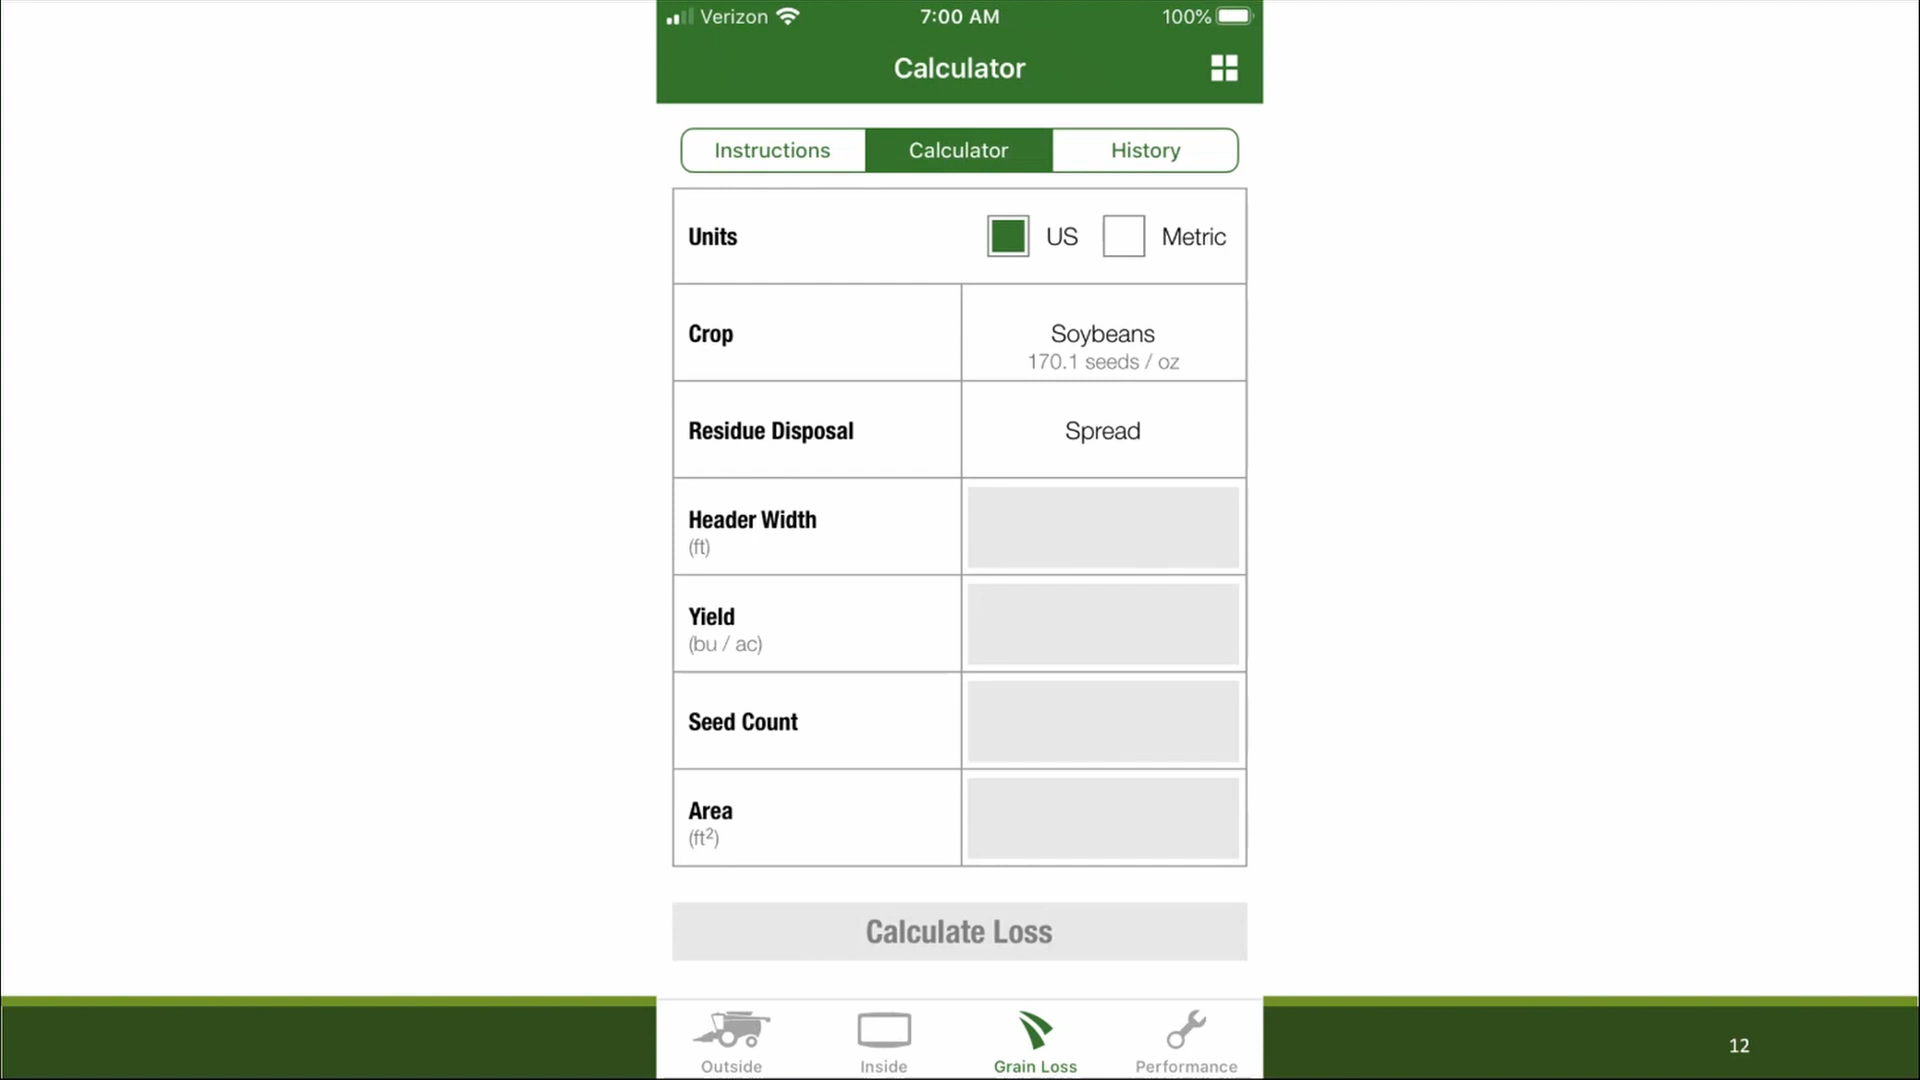 Verizon 7:00 AM 100%
Calculator
Instructions Calculator History
Units US Metric
Crop Soybeans
170.1 seeds / oz
Residue Disposal Spread
Header Width
(ft)
Yield
(bu / ac)
Seed Count
Area
(ft²)
Calculate Loss
Outside Inside Grain Loss Performance
12